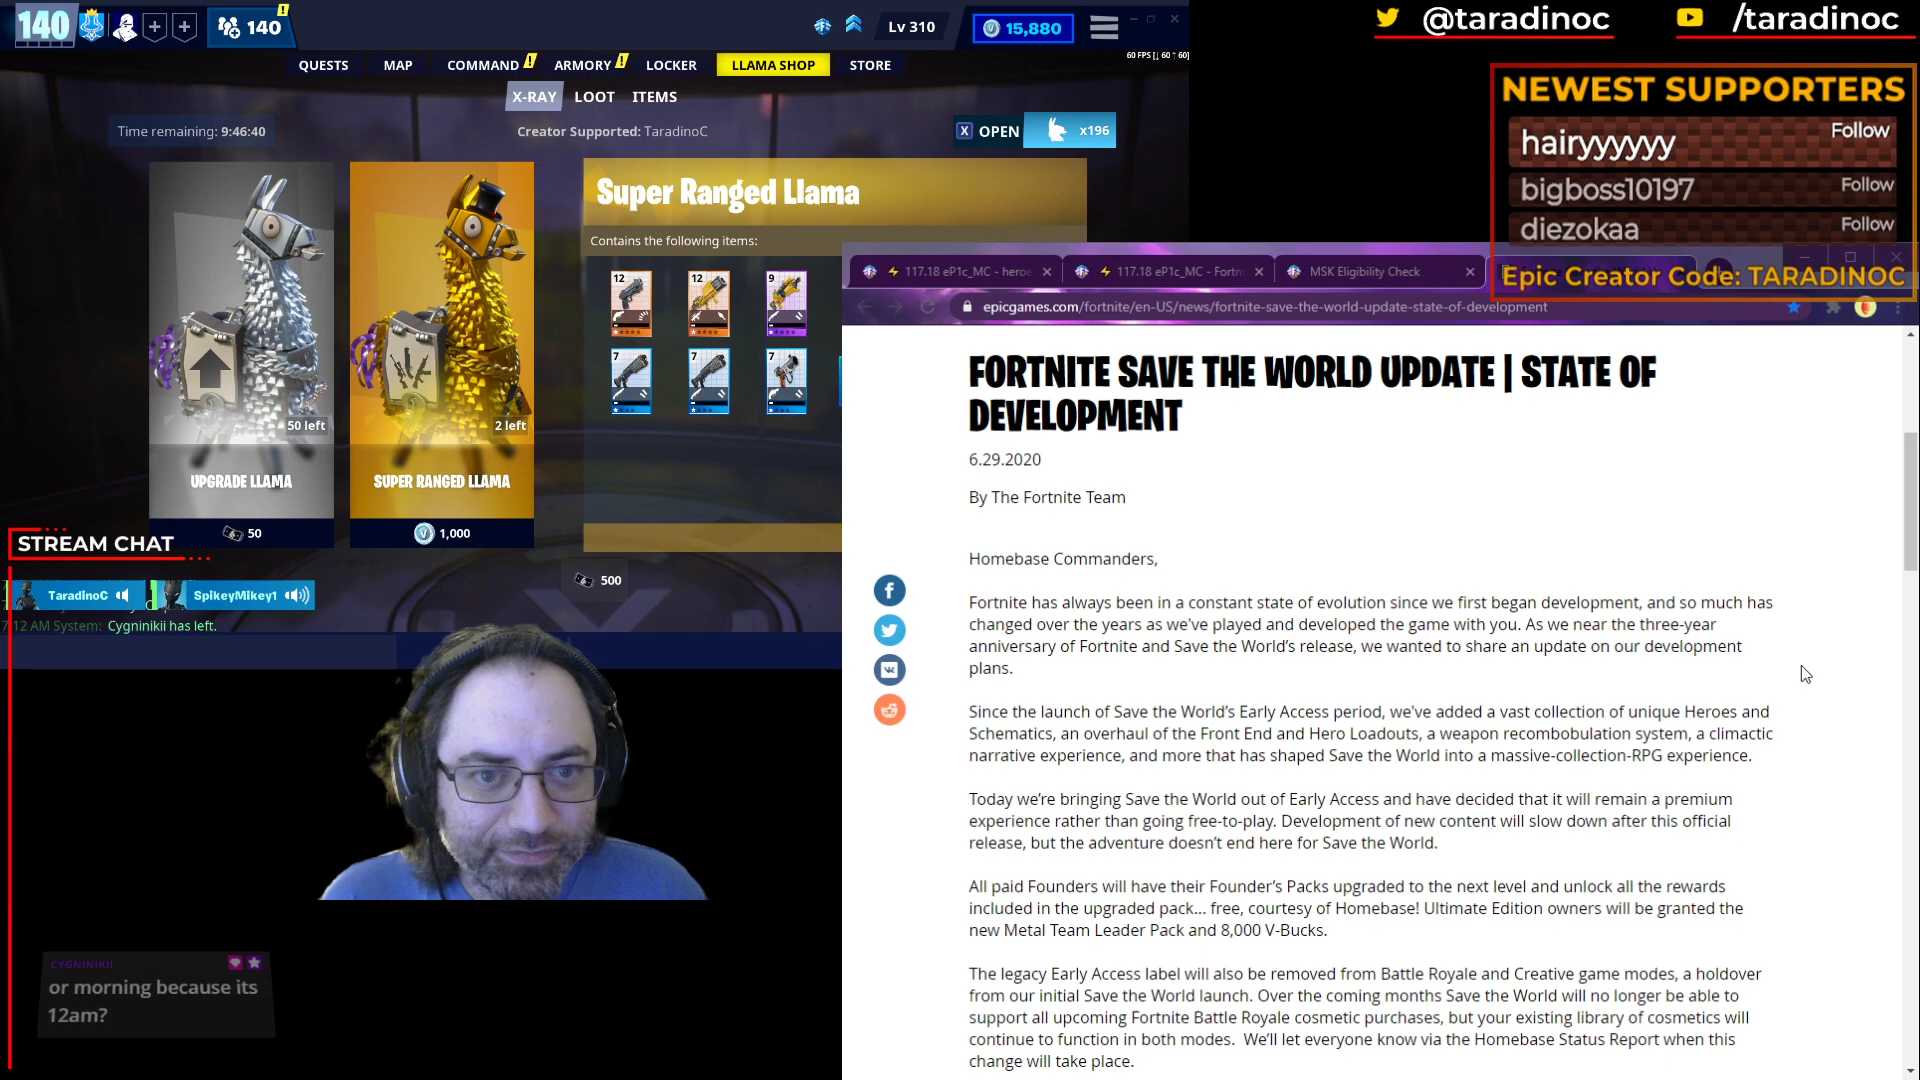 140
140
Lv 310
15,880
60 FPS [↓ 60 ↑ 60]
QUESTS
MAP
COMMAND
ARMORY
LOCKER
LLAMA SHOP
STORE
X-RAY
LOOT
ITEMS
Time remaining: 9:46:40
Creator Supported: TaradinoC
X OPEN
x196
50 left
UPGRADE LLAMA
50
2 left
SUPER RANGED LLAMA
1,000
Super Ranged Llama
Contains the following items:
12
12
9
7
7
7
500
STREAM CHAT
TaradinoC
SpikeyMikey1
12 AM System: Cygninikii has left.
CYGNINIKII
or morning because its
12am?
@taradinoc
/taradinoc
NEWEST SUPPORTERS
hairyyyyyy
Follow
bigboss10197
Follow
diezokaa
Follow
Epic Creator Code: TARADINOC
117.18 eP1c_MC - heroe
117.18 eP1c_MC - Fortn
MSK Eligibility Check
epicgames.com/fortnite/en-US/news/fortnite-save-the-world-update-state-of-development
FORTNITE SAVE THE WORLD UPDATE | STATE OF
DEVELOPMENT
6.29.2020
By The Fortnite Team
Homebase Commanders,
Fortnite has always been in a constant state of evolution since we first began development, and so much has
changed over the years as we've played and developed the game with you. As we near the three-year
anniversary of Fortnite and Save the World's release, we wanted to share an update on our development
plans.
Since the launch of Save the World's Early Access period, we've added a vast collection of unique Heroes and
Schematics, an overhaul of the Front End and Hero Loadouts, a weapon recombobulation system, a climactic
narrative experience, and more that has shaped Save the World into a massive-collection-RPG experience.
Today we're bringing Save the World out of Early Access and have decided that it will remain a premium
experience rather than going free-to-play. Development of new content will slow down after this official
release, but the adventure doesn't end here for Save the World.
All paid Founders will have their Founder's Packs upgraded to the next level and unlock all the rewards
included in the upgraded pack... free, courtesy of Homebase! Ultimate Edition owners will be granted the
new Metal Team Leader Pack and 8,000 V-Bucks.
The legacy Early Access label will also be removed from Battle Royale and Creative game modes, a holdover
from our initial Save the World launch. Over the coming months Save the World will no longer be able to
support all upcoming Fortnite Battle Royale cosmetic purchases, but your existing library of cosmetics will
continue to function in both modes.  We'll let everyone know via the Homebase Status Report when this
change will take place.